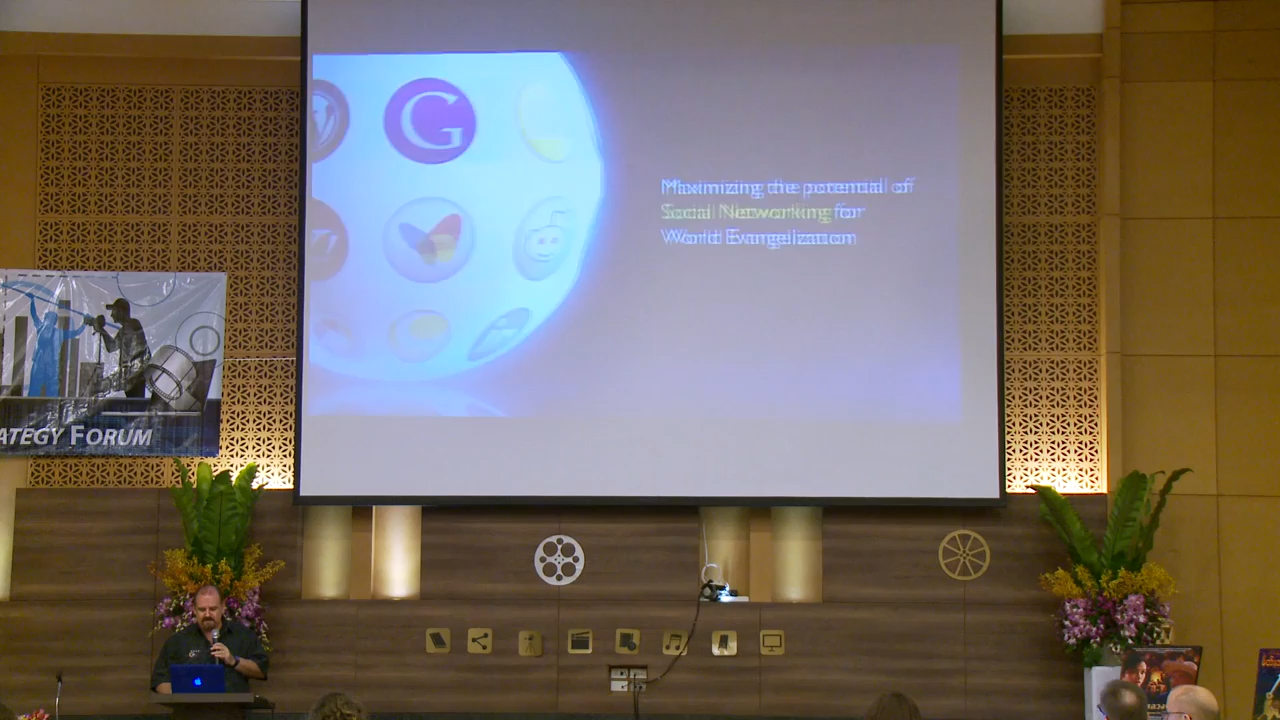 G
Maximizing the potential of
Social Networking for
World Evangelization
ATEGY FORUM